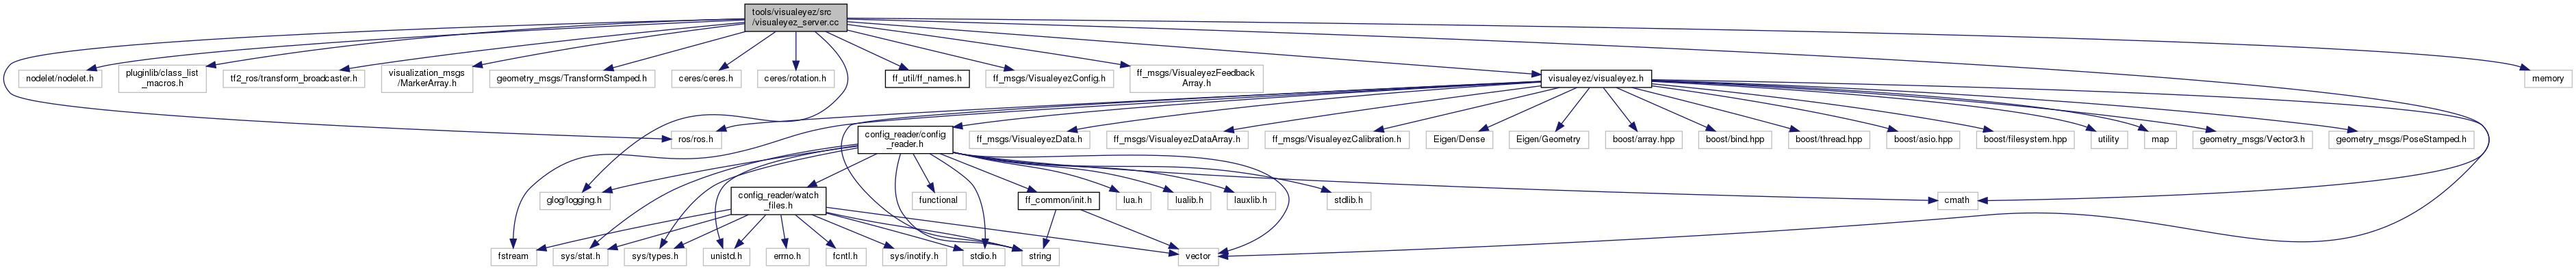 tools/visualeyez/src
/visualeyez_server.cc
nodelet/nodelet.h
pluginlib/class_list
_macros.h
tf2_ros/transform_broadcaster.h
visualization_msgs
/MarkerArray.h
geometry_msgs/TransformStamped.h
ceres/ceres.h
ceres/rotation.h
ff_util/ff_names.h
ff_msgs/VisualeyezConfig.h
ff_msgs/VisualeyezFeedback
Array.h
visualeyez/visualeyez.h
memory
ros/ros.h
config_reader/config
_reader.h
ff_msgs/VisualeyezData.h
ff_msgs/VisualeyezDataArray.h
ff_msgs/VisualeyezCalibration.h
Eigen/Dense
Eigen/Geometry
boost/array.hpp
boost/bind.hpp
boost/thread.hpp
boost/asio.hpp
boost/filesystem.hpp
utility
map
geometry_msgs/Vector3.h
geometry_msgs/PoseStamped.h
glog/logging.h
config_reader/watch
_files.h
functional
ff_common/init.h
lua.h
lualib.h
lauxlib.h
stdlib.h
cmath
fstream
sys/stat.h
sys/types.h
unistd.h
errno.h
fcntl.h
sys/inotify.h
stdio.h
string
vector